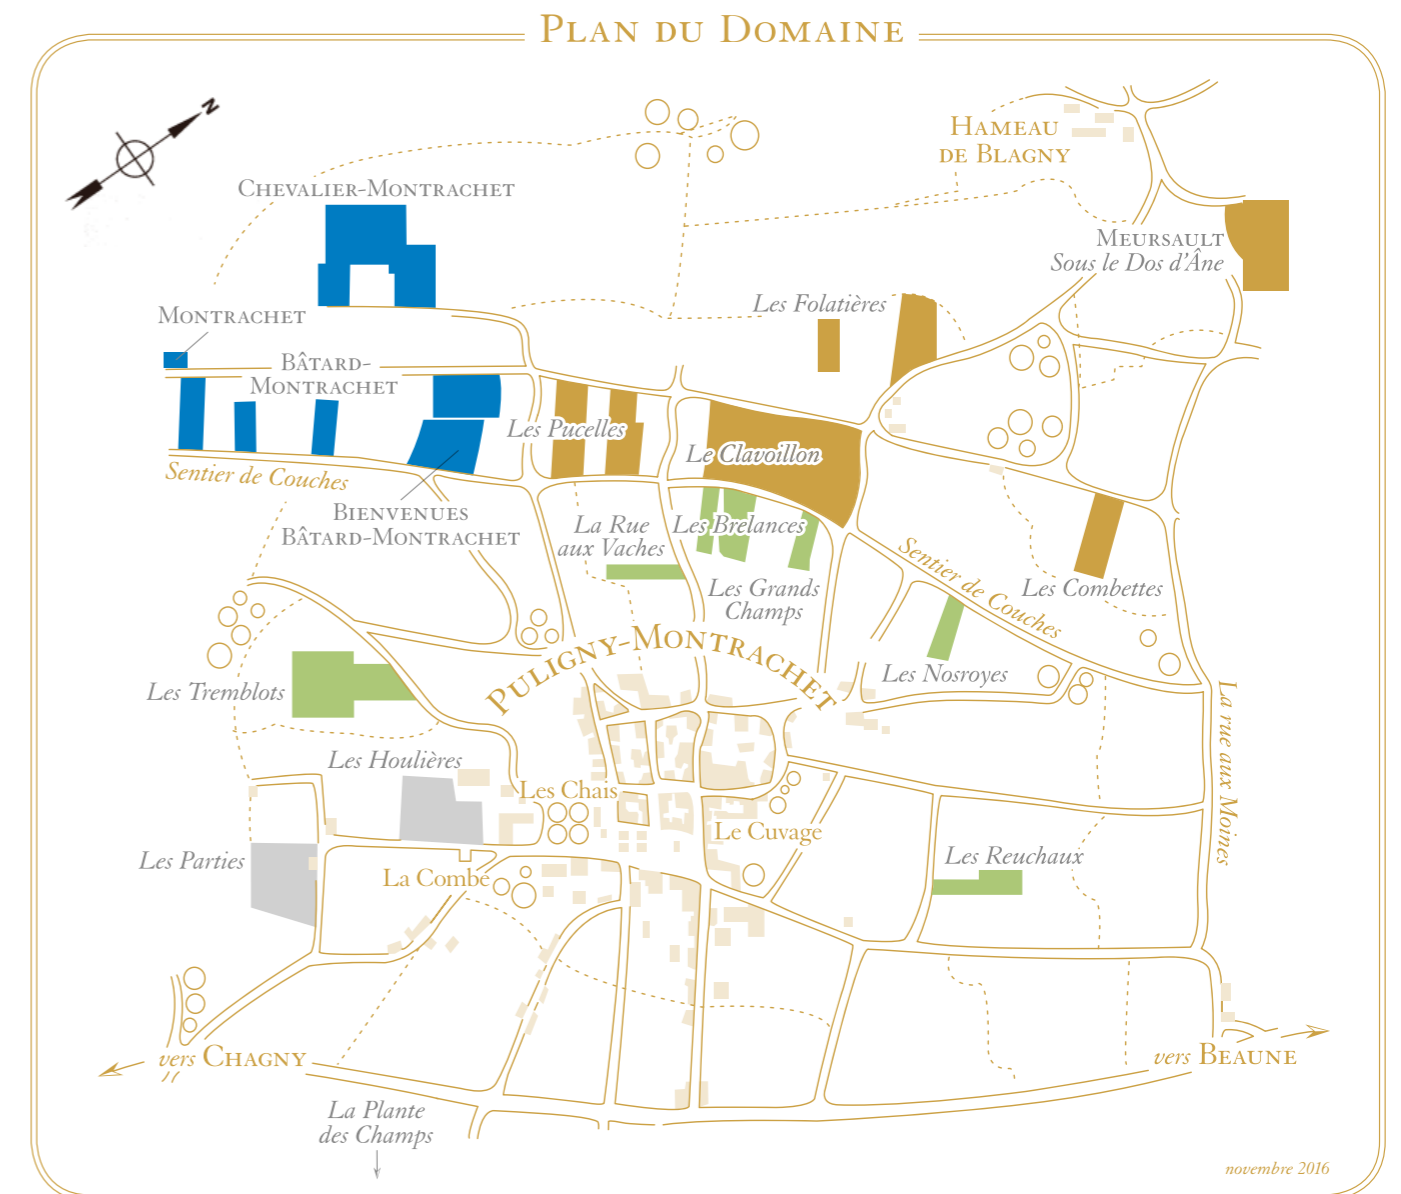 Plan du Domaine
N
Hameau
de Blagny
Chevalier-Montrachet
Meursault
Sous le Dos d'Âne
Les Folatières
Montrachet
Bâtard-
Montrachet
Les Pucelles
Le Clavoillon
Sentier de Couches
Bienvenues
Bâtard-Montrachet
La Rue
aux Vaches
Les Brelances
Les Grands
Champs
Sentier de Couches
Les Combettes
Puligny-Montrachet
Les Nosroyes
Les Tremblots
La rue aux Moines
Les Houlières
Les Chais
Le Cuvage
Les Parties
La Combe
Les Reuchaux
vers Chagny
vers Beaune
La Plante
des Champs
novembre 2016